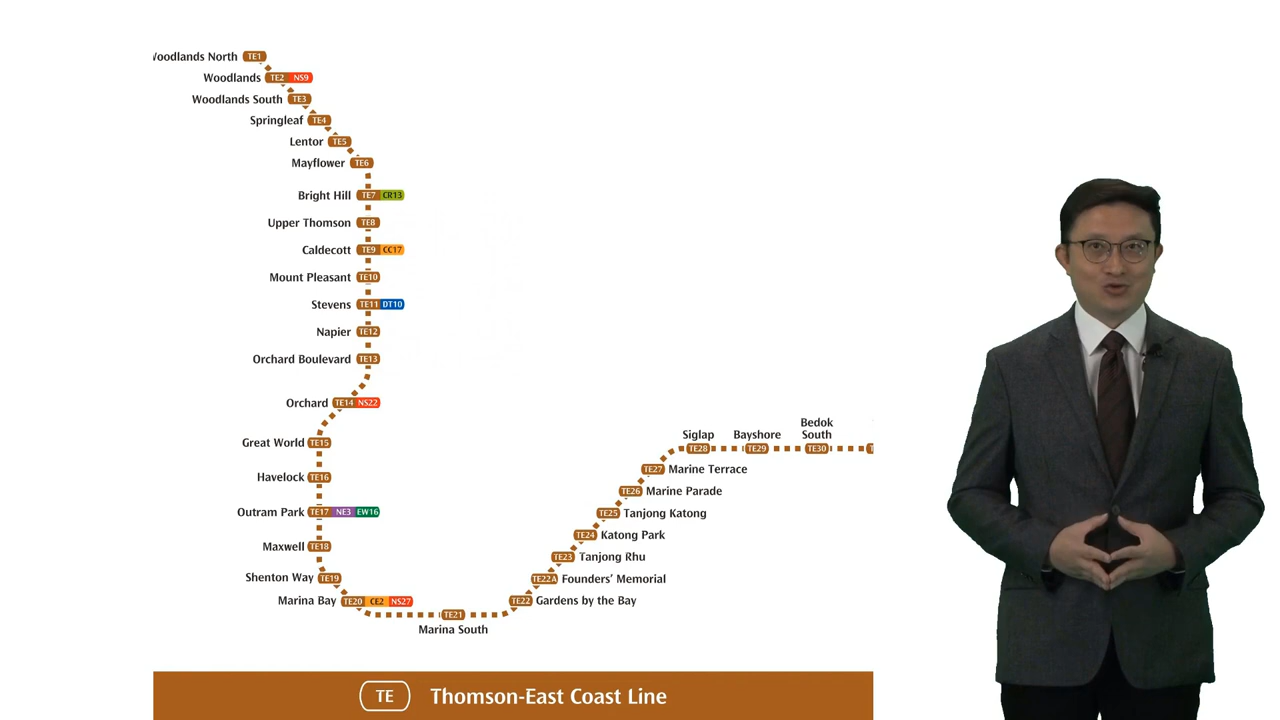 Woodlands North TE1
Woodlands TE2 NS9
Woodlands South TE3
Springleaf TE4
Lentor TE5
Mayflower TE6
Bright Hill TE7 CR13
Upper Thomson TE8
Caldecott TE9 CC17
Mount Pleasant TE10
Stevens TE11 DT10
Napier TE12
Orchard Boulevard TE13
Orchard TE14 NS22
Great World TE15
Havelock TE16
Outram Park TE17 NE3 EW16
Maxwell TE18
Shenton Way TE19
Marina Bay TE20 CE2 NS27
TE21
Marina South
TE22 Gardens by the Bay
TE22A Founders' Memorial
TE23 Tanjong Rhu
TE24 Katong Park
TE25 Tanjong Katong
TE26 Marine Parade
TE27 Marine Terrace
Siglap
TE28
Bayshore
TE29
Bedok
South
TE30
TE Thomson-East Coast Line